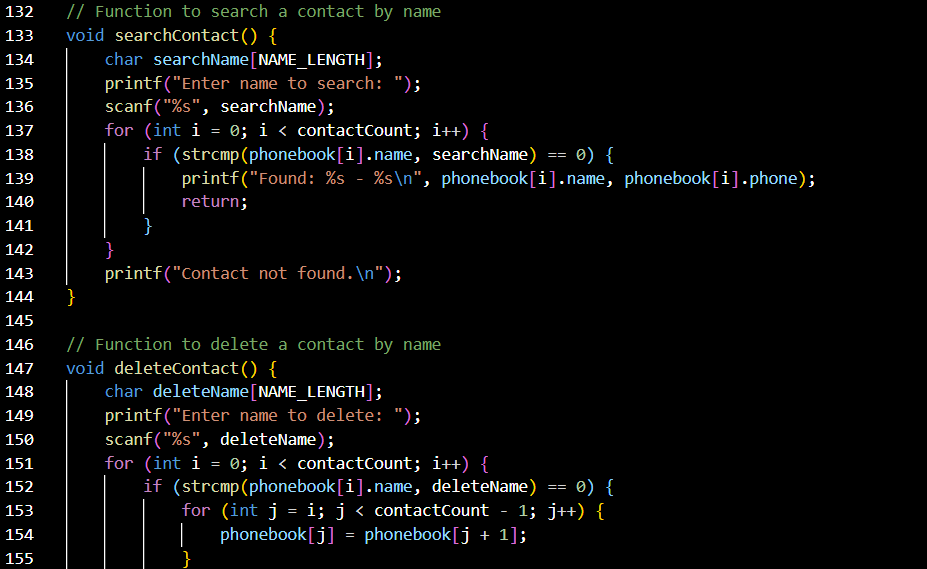 132 // Function to search a contact by name
133 void searchContact() {
134     char searchName[NAME_LENGTH];
135     printf("Enter name to search: ");
136     scanf("%s", searchName);
137     for (int i = 0; i < contactCount; i++) {
138         if (strcmp(phonebook[i].name, searchName) == 0) {
139             printf("Found: %s - %s\n", phonebook[i].name, phonebook[i].phone);
140             return;
141         }
142     }
143     printf("Contact not found.\n");
144 }
145
146 // Function to delete a contact by name
147 void deleteContact() {
148     char deleteName[NAME_LENGTH];
149     printf("Enter name to delete: ");
150     scanf("%s", deleteName);
151     for (int i = 0; i < contactCount; i++) {
152         if (strcmp(phonebook[i].name, deleteName) == 0) {
153             for (int j = i; j < contactCount - 1; j++) {
154                 phonebook[j] = phonebook[j + 1];
155             }